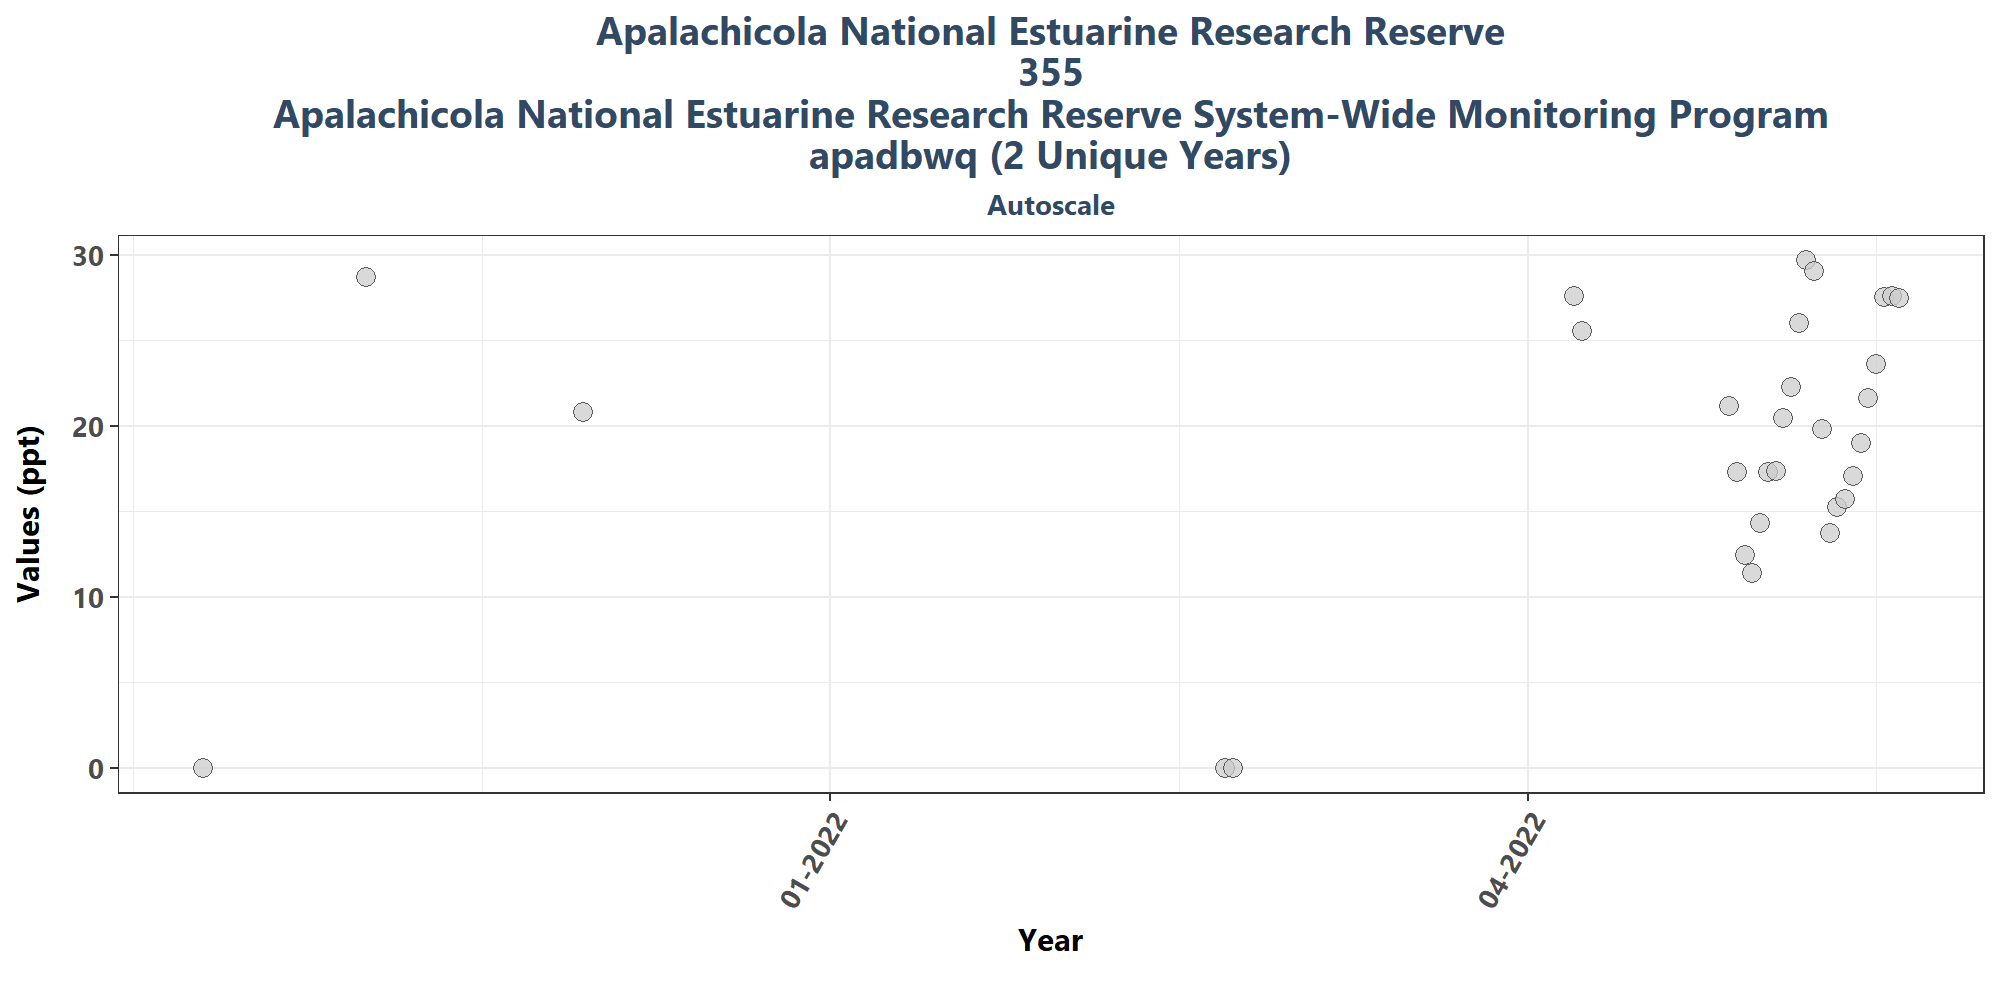 Apalachicola National Estuarine Research Reserve
355
Apalachicola National Estuarine Research Reserve System-Wide Monitoring Program
apadbwq (2 Unique Years)
Autoscale
Values (ppt)
30
20
10
0
01-2022
04-2022
Year